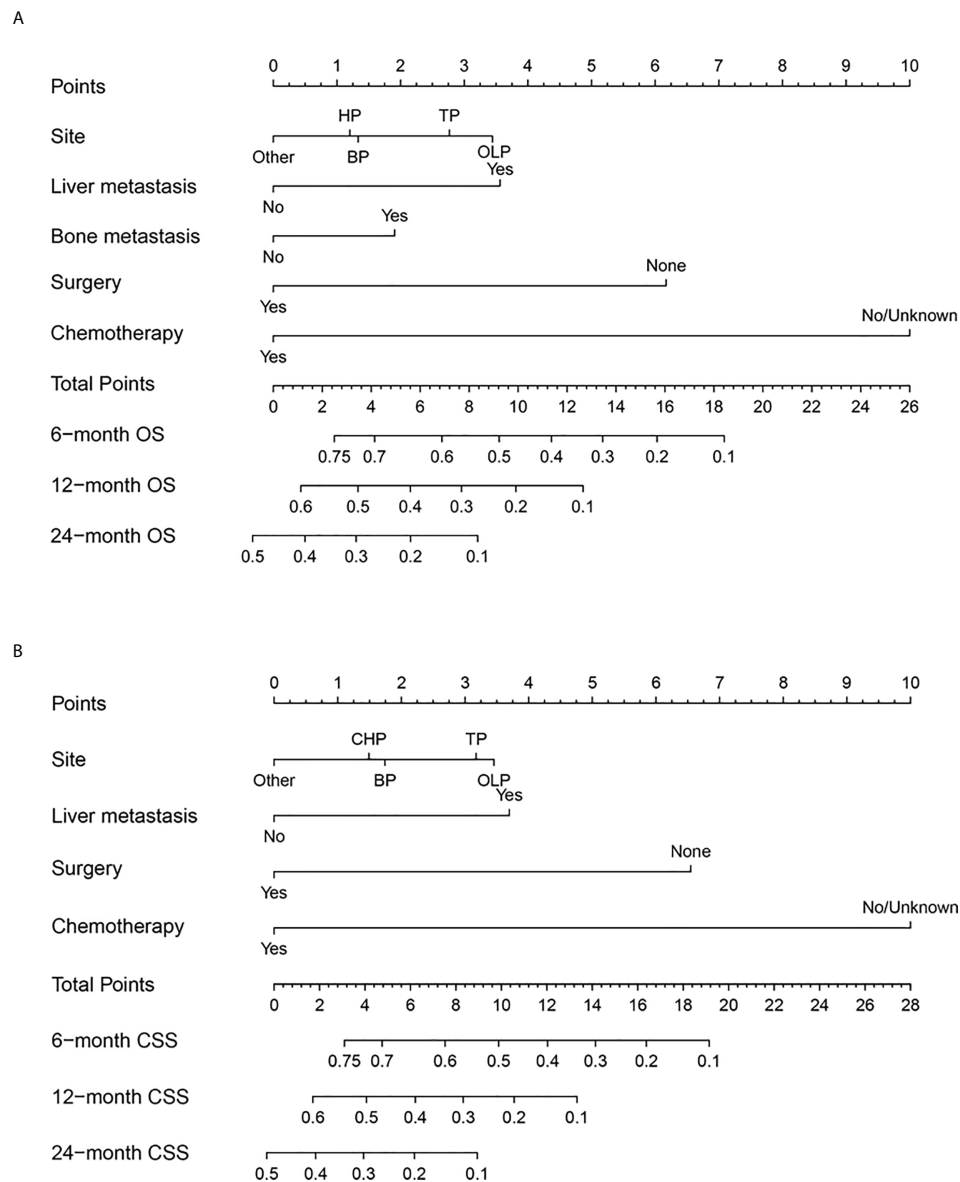 A
0 1 2 3 4 5 6 7 8 9 10
Points
HP TP
Site
Other BP OLP
Yes
Liver metastasis
No
Yes
Bone metastasis
No
None
Surgery
Yes
No/Unknown
Chemotherapy
Yes
Total Points
0 2 4 6 8 10 12 14 16 18 20 22 24 26
6−month OS
0.75 0.7 0.6 0.5 0.4 0.3 0.2 0.1
12−month OS
0.6 0.5 0.4 0.3 0.2 0.1
24−month OS
0.5 0.4 0.3 0.2 0.1
B
0 1 2 3 4 5 6 7 8 9 10
Points
CHP TP
Site
Other BP OLP
Yes
Liver metastasis
No
None
Surgery
Yes
No/Unknown
Chemotherapy
Yes
Total Points
0 2 4 6 8 10 12 14 16 18 20 22 24 26 28
6−month CSS
0.75 0.7 0.6 0.5 0.4 0.3 0.2 0.1
12−month CSS
0.6 0.5 0.4 0.3 0.2 0.1
24−month CSS
0.5 0.4 0.3 0.2 0.1